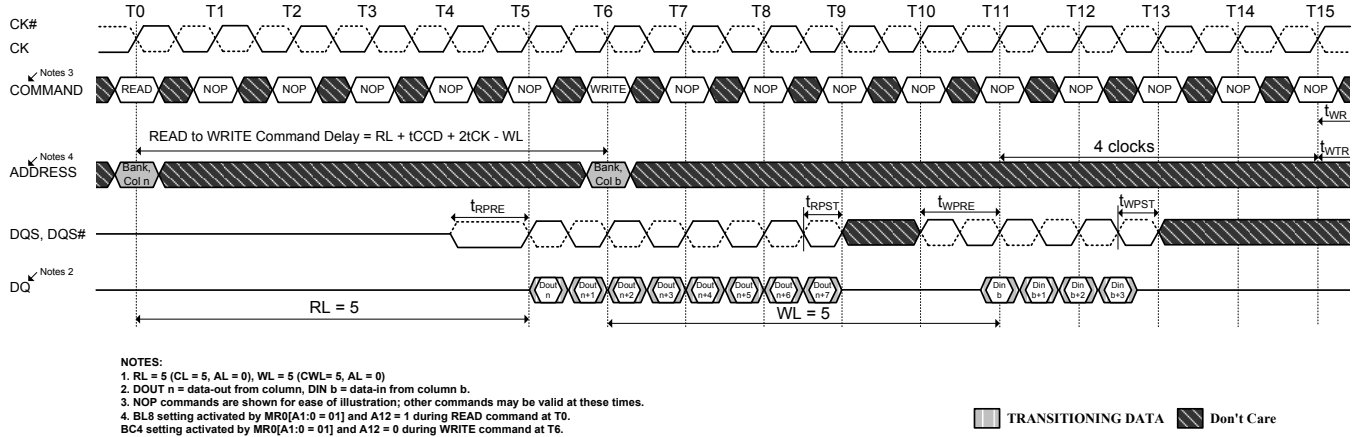 T0 T1 T2 T3 T4 T5 T6 T7 T8 T9 T10 T11 T12 T13 T14 T15
CK#
CK
Notes 3
COMMAND READ NOP NOP NOP NOP NOP WRITE NOP NOP NOP NOP NOP NOP NOP NOP NOP
tWR
READ to WRITE Command Delay = RL + tCCD + 2tCK - WL
4 clocks
tWTR
Notes 4
ADDRESS Bank, Col n Bank, Col b
tRPRE tRPST tWPRE tWPST
DQS, DQS#
Notes 2
DQ Dout n Dout n+1 Dout n+2 Dout n+3 Dout n+4 Dout n+5 Dout n+6 Dout n+7 Din b Din b+1 Din b+2 Din b+3
RL = 5 WL = 5
NOTES:
1. RL = 5 (CL = 5, AL = 0), WL = 5 (CWL= 5, AL = 0)
2. DOUT n = data-out from column, DIN b = data-in from column b.
3. NOP commands are shown for ease of illustration; other commands may be valid at these times.
4. BL8 setting activated by MR0[A1:0 = 01] and A12 = 1 during READ command at T0.
BC4 setting activated by MR0[A1:0 = 01] and A12 = 0 during WRITE command at T6.
TRANSITIONING DATA Don't Care